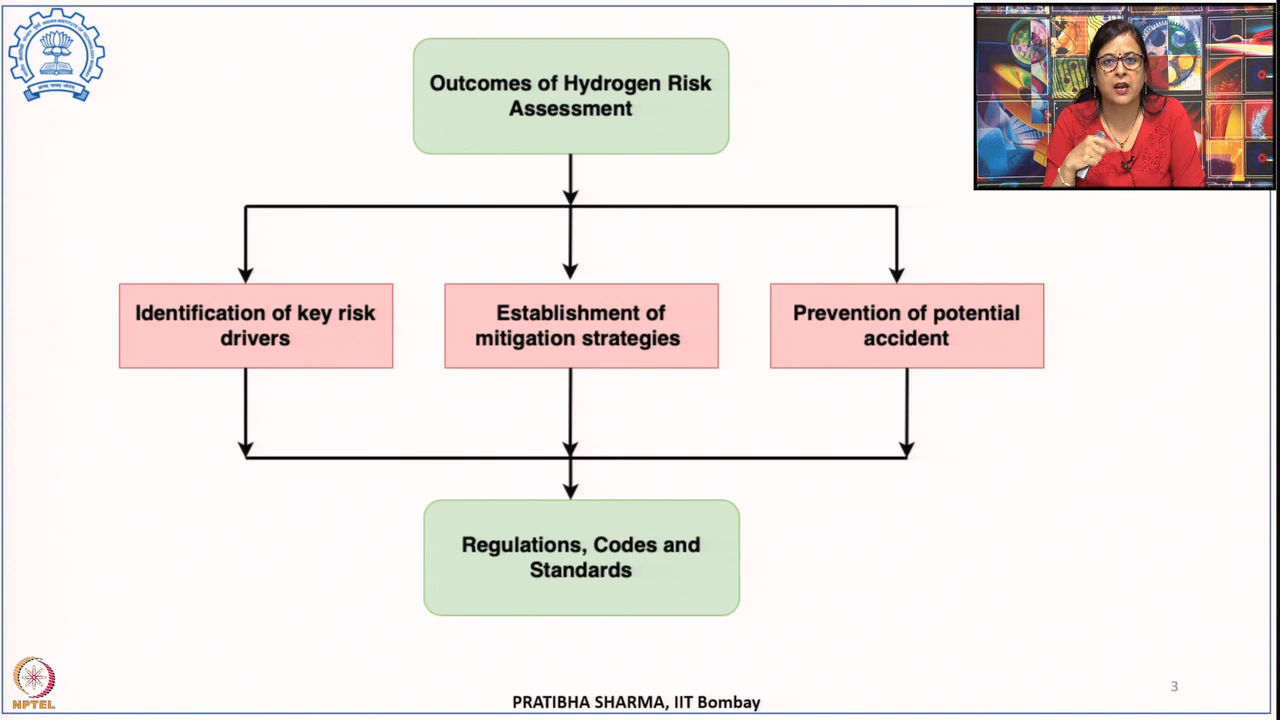 Outcomes of Hydrogen Risk
Assessment
Identification of key risk
drivers
Establishment of
mitigation strategies
Prevention of potential
accident
Regulations, Codes and
Standards
NPTEL
PRATIBHA SHARMA, IIT Bombay
3